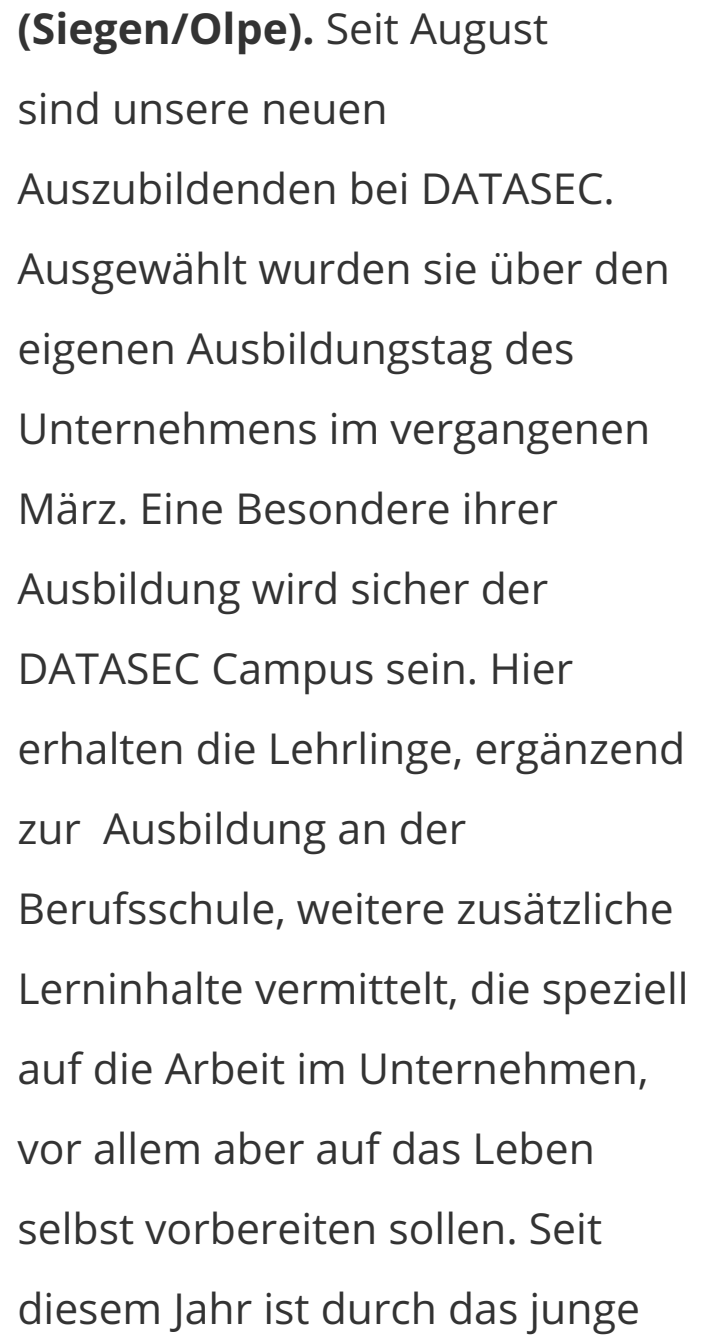 (Siegen/Olpe). Seit August
sind unsere neuen
Auszubildenden bei DATASEC.
Ausgewählt wurden sie über den
eigenen Ausbildungstag des
Unternehmens im vergangenen
März. Eine Besondere ihrer
Ausbildung wird sicher der
DATASEC Campus sein. Hier
erhalten die Lehrlinge, ergänzend
zur  Ausbildung an der
Berufsschule, weitere zusätzliche
Lerninhalte vermittelt, die speziell
auf die Arbeit im Unternehmen,
vor allem aber auf das Leben
selbst vorbereiten sollen. Seit
diesem Jahr ist durch das junge